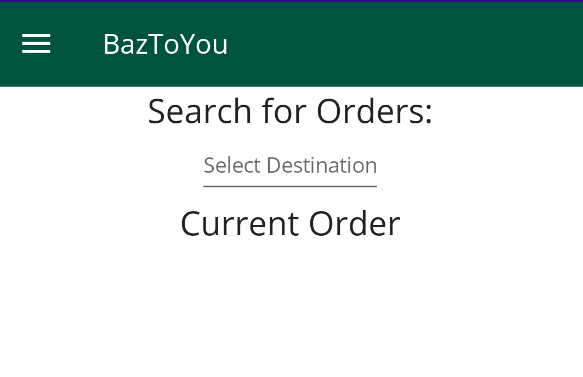 BazToYou
Search for Orders:
Select Destination
Current Order